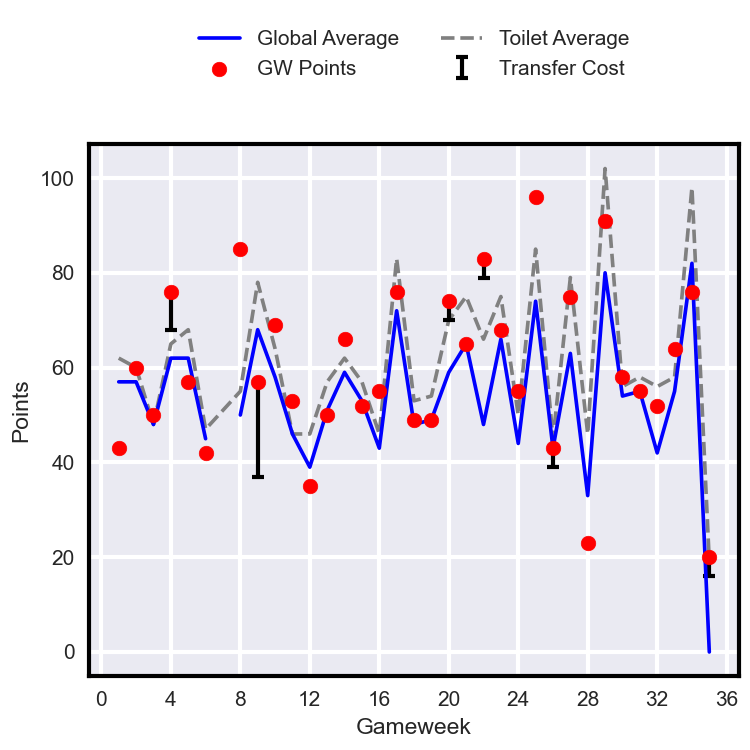 Global Average
Toilet Average
GW Points
Transfer Cost
100
80
60
40
20
0
Points
0 4 8 12 16 20 24 28 32 36
Gameweek